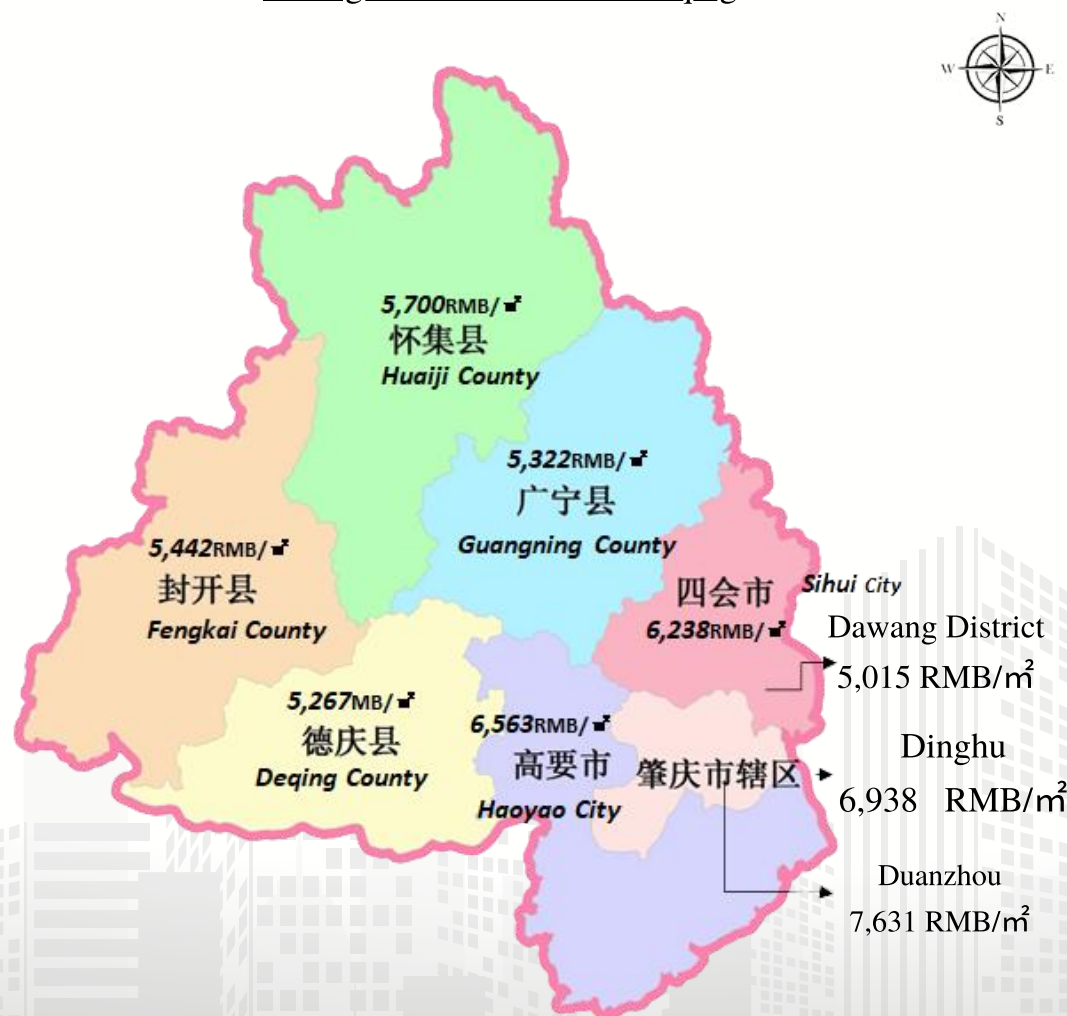 N
W E
S
5,700RMB/㎡
怀集县
Huaiji County
5,322RMB/㎡
广宁县
Guangning County
5,442RMB/㎡
封开县
Fengkai County
四会市
Sihui City
6,238RMB/㎡
Dawang District
5,015 RMB/㎡
5,267MB/㎡
德庆县
Deqing County
6,563RMB/㎡
高要市
Haoyao City
肇庆市辖区
Dinghu
6,938 RMB/㎡
Duanzhou
7,631 RMB/㎡